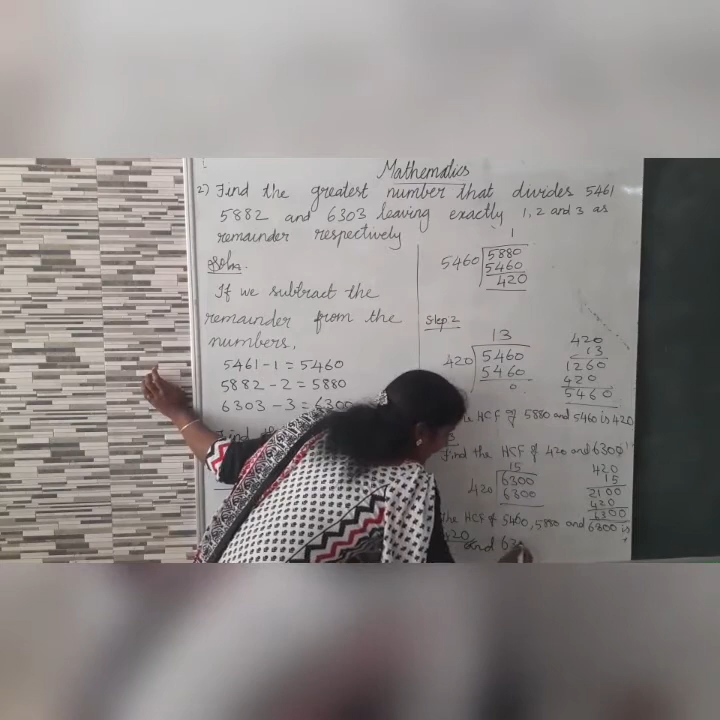 Mathematics
2) Find the greatest number that divides 5461
5882 and 6303 leaving exactly 1, 2 and 3 as
remainder respectively
Soln.
If we subtract the
remainder from the
numbers,
5461 - 1 = 5460
5882 - 2 = 5880
6303 - 3 = 6300
Find
1
5460 5880
5460
420
Step: 2
13
420 5460
5460
0
420
13
1260
420
5460
HCF of 5880 and 5460 is 420
3
Find the HCF of 420 and 6300
15
420 6300
6300
420
15
2100
420
6300
the HCF of 5460, 5880 and 6300 is
420
and 630